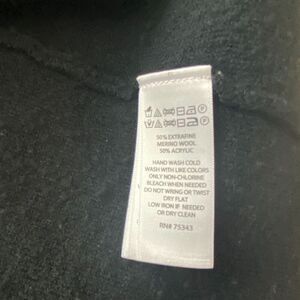 50% EXTRAFINE
MERINO WOOL
50% ACRYLIC
HAND WASH COLD
WASH WITH LIKE COLORS
ONLY NON-CHLORINE
BLEACH WHEN NEEDED
DO NOT WRING OR TWIST
DRY FLAT
LOW IRON IF NEEDED
OR DRY CLEAN
RN# 75343